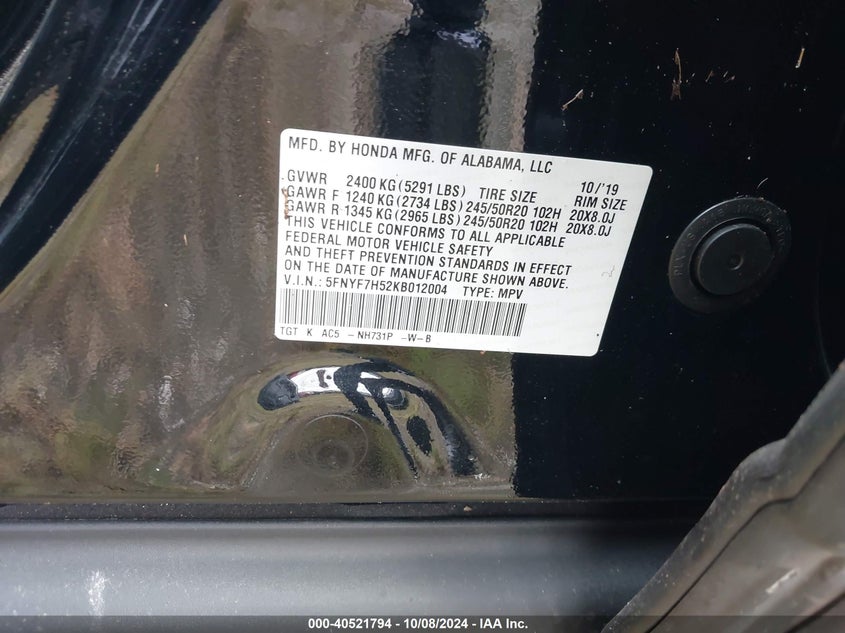 MFD. BY HONDA MFG. OF ALABAMA, LLC 10/'19
GVWR 2400 KG (5291 LBS) TIRE SIZE RIM SIZE
GAWR F 1240 KG (2734 LBS) 245/50R20 102H 20X8.0J
GAWR R 1345 KG (2965 LBS) 245/50R20 102H 20X8.0J
THIS VEHICLE CONFORMS TO ALL APPLICABLE
FEDERAL MOTOR VEHICLE SAFETY
AND THEFT PREVENTION STANDARDS IN EFFECT
ON THE DATE OF MANUFACTURE SHOWN ABOVE.
V.I.N.: 5FNYF7H52KB012004 TYPE: MPV
TGT K AC5 -NH731P -W-B
000-40521794 - 10/08/2024 - IAA Inc.